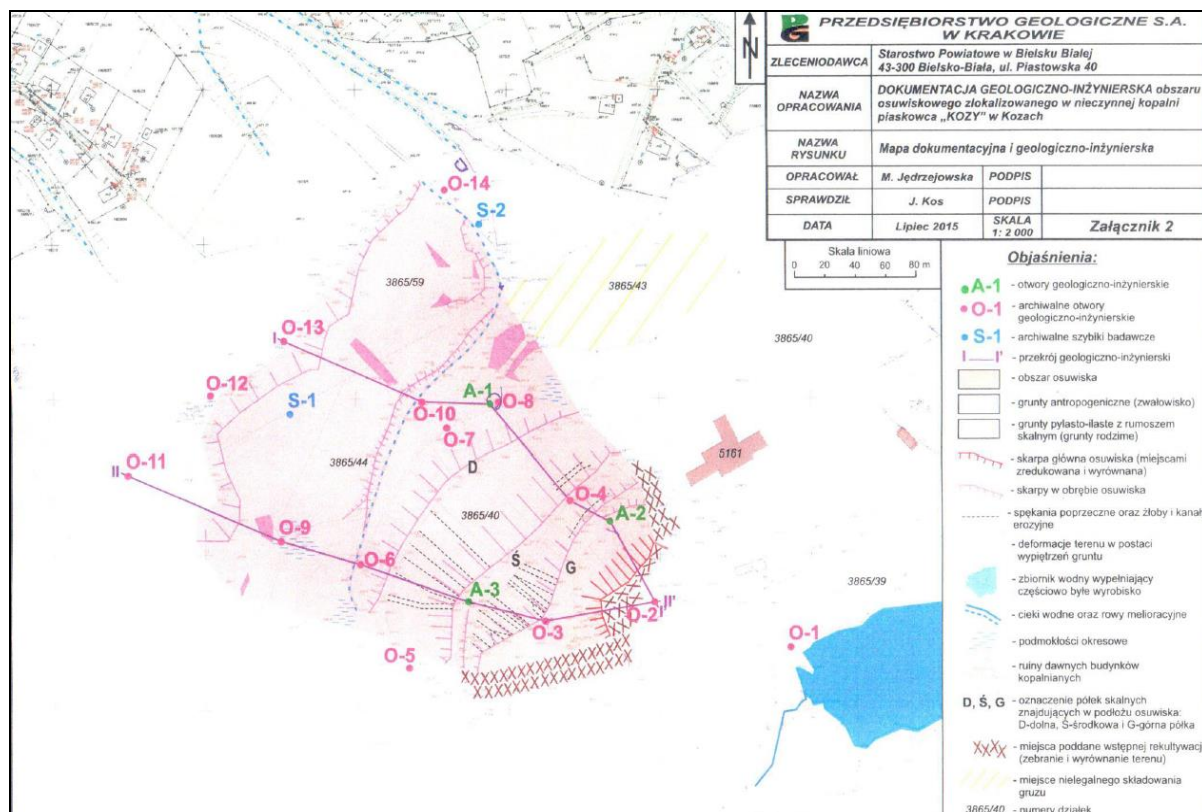 N
PRZEDSIĘBIORSTWO GEOLOGICZNE S.A.
W KRAKOWIE
ZLECENIODAWCA
Starostwo Powiatowe w Bielsku Białej
43-300 Bielsko-Biała, ul. Piastowska 40
NAZWA
OPRACOWANIA
DOKUMENTACJA GEOLOGICZNO-INŻYNIERSKA obszaru
osuwiskowego zlokalizowanego w nieczynnej kopalni
piaskowca „KOZY" w Kozach
NAZWA
RYSUNKU
Mapa dokumentacyjna i geologiczno-inżynierska
OPRACOWAŁ
M. Jędrzejowska
PODPIS
SPRAWDZIŁ
J. Kos
PODPIS
DATA
Lipiec 2015
SKALA
1: 2 000
Załącznik 2
Skala liniowa
0 20 40 60 80 m
Objaśnienia:
A-1 - otwory geologiczno-inżynierskie
O-1 - archiwalne otwory
geologiczno-inżynierskie
S-1 - archiwalne szybiki badawcze
I I' - przekrój geologiczno-inżynierski
- obszar osuwiska
- grunty antropogeniczne (zwałowisko)
- grunty pylasto-ilaste z rumoszem
skalnym (grunty rodzime)
- skarpa główna osuwiska (miejscami
zredukowana i wyrównana)
- skarpy w obrębie osuwiska
- spękania poprzeczne oraz żłoby i kanał
erozyjne
- deformacje terenu w postaci
wypiętrzeń gruntu
- zbiornik wodny wypełniający
częściowo byłe wyrobisko
- cieki wodne oraz rowy melioracyjne
- podmokłości okresowe
- ruiny dawnych budynków
kopalnianych
D, Ś, G - oznaczenie półek skalnych
znajdujących w podłożu osuwiska:
D-dolna, Ś-środkowa i G-górna półka
- miejsca poddane wstępnej rekultywacj
(zebranie i wyrównanie terenu)
- miejsce nielegalnego składowania
gruzu
3865/40 - numery działek
O-14
S-2
3865/59
3865/43
I O-13
3865/40
O-12
S-1
A-1
O-8
O-10
O-7
5161
3865/44
D
O-11
II
3865/40
O-4
A-2
O-9
O-6
Ś
G
3865/39
A-3
II'
D-2 I'
O-3
O-1
O-5